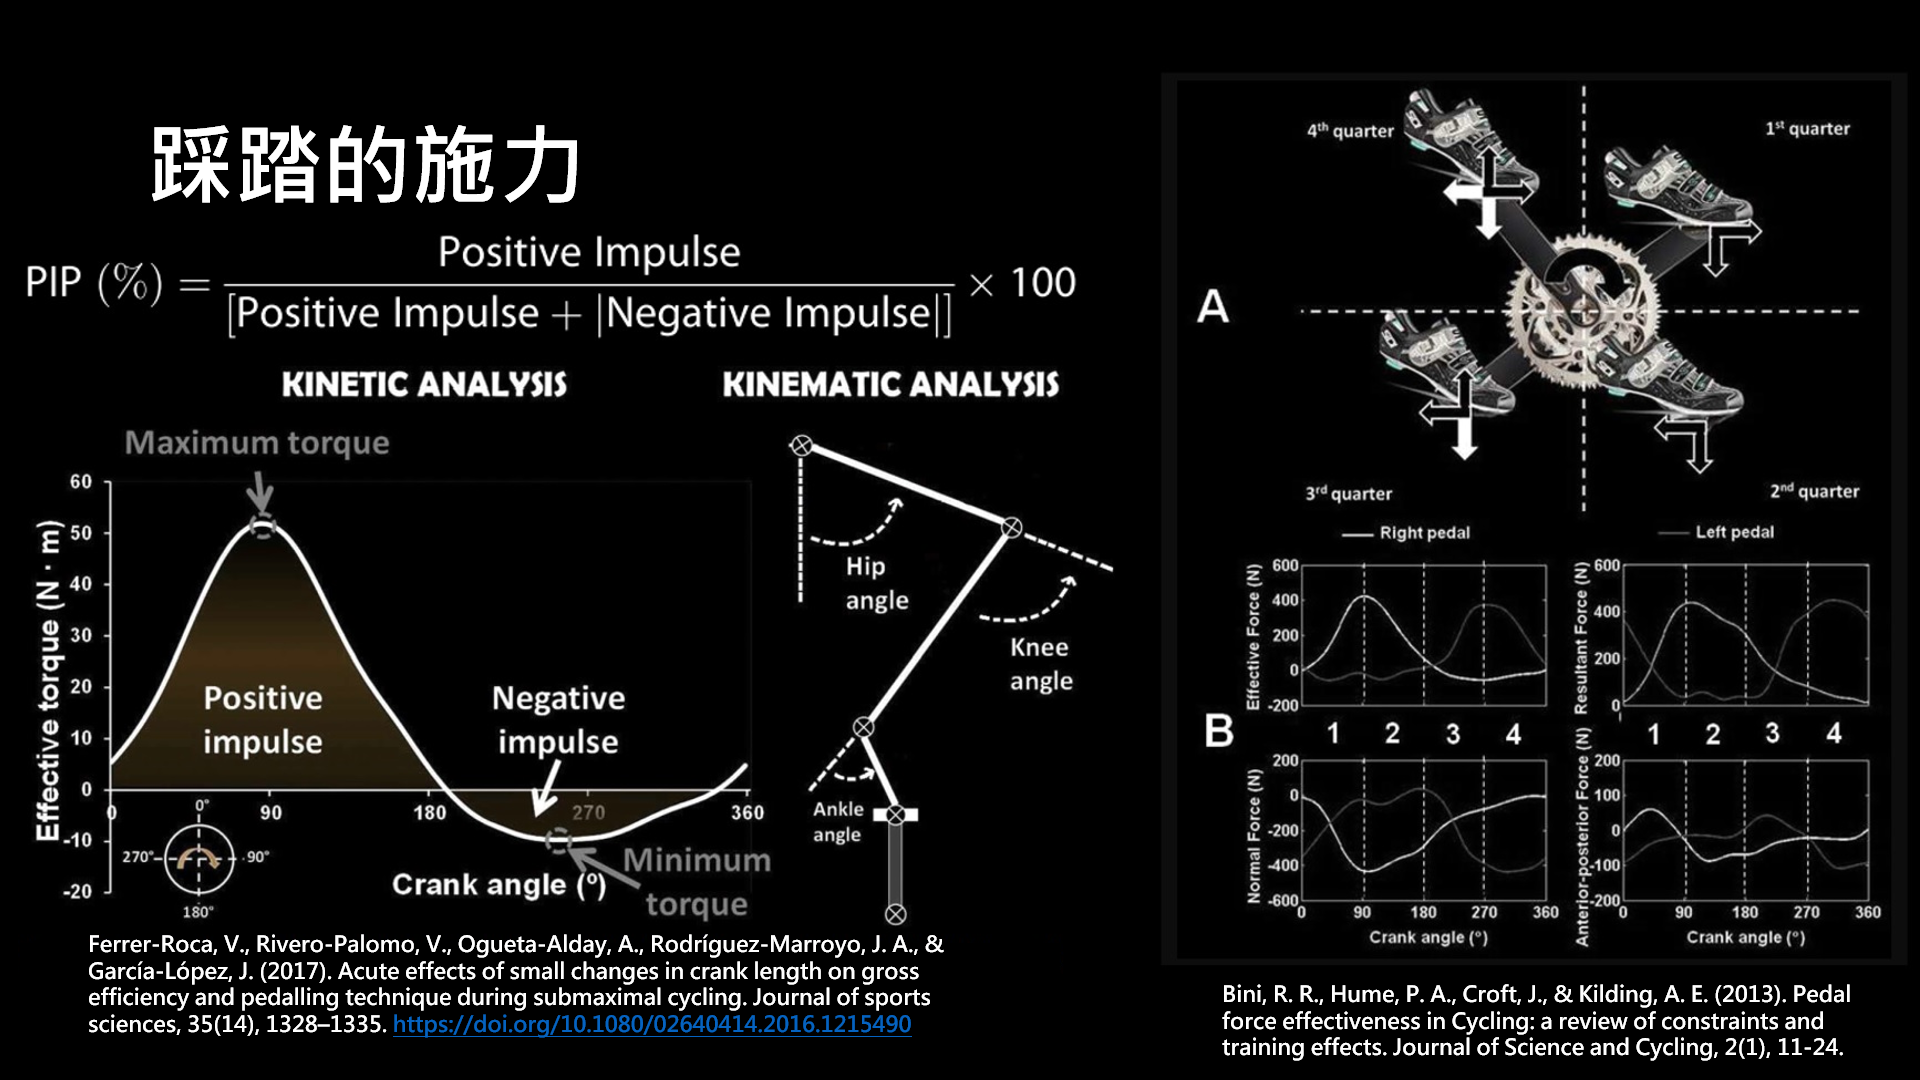 踩踏的施力
PIP (%) = Positive Impulse / [Positive Impulse + |Negative Impulse|] × 100
KINETIC ANALYSIS
KINEMATIC ANALYSIS
Maximum torque
Effective torque (N · m)
60
50
40
30
20
10
0
-10
-20
Positive
impulse
Negative
impulse
0
90
180
270
360
0°
270°
90°
180°
Crank angle (º)
Minimum
torque
Hip
angle
Knee
angle
Ankle
angle
Ferrer-Roca, V., Rivero-Palomo, V., Ogueta-Alday, A., Rodríguez-Marroyo, J. A., &
García-López, J. (2017). Acute effects of small changes in crank length on gross
efficiency and pedalling technique during submaximal cycling. Journal of sports
sciences, 35(14), 1328–1335. https://doi.org/10.1080/02640414.2016.1215490
A
4th quarter
1st quarter
SIDI
SIDI
SIDI
3rd quarter
2nd quarter
B
Right pedal
Left pedal
Effective Force (N)
600
400
200
0
-200
Resultant Force (N)
600
400
200
0
1 2 3 4
1 2 3 4
Normal Force (N)
200
0
-200
-400
-600
0 90 180 270 360
Crank angle (°)
Anterior-posterior Force (N)
200
100
0
-100
-200
0 90 180 270 360
Crank angle (°)
Bini, R. R., Hume, P. A., Croft, J., & Kilding, A. E. (2013). Pedal
force effectiveness in Cycling: a review of constraints and
training effects. Journal of Science and Cycling, 2(1), 11-24.